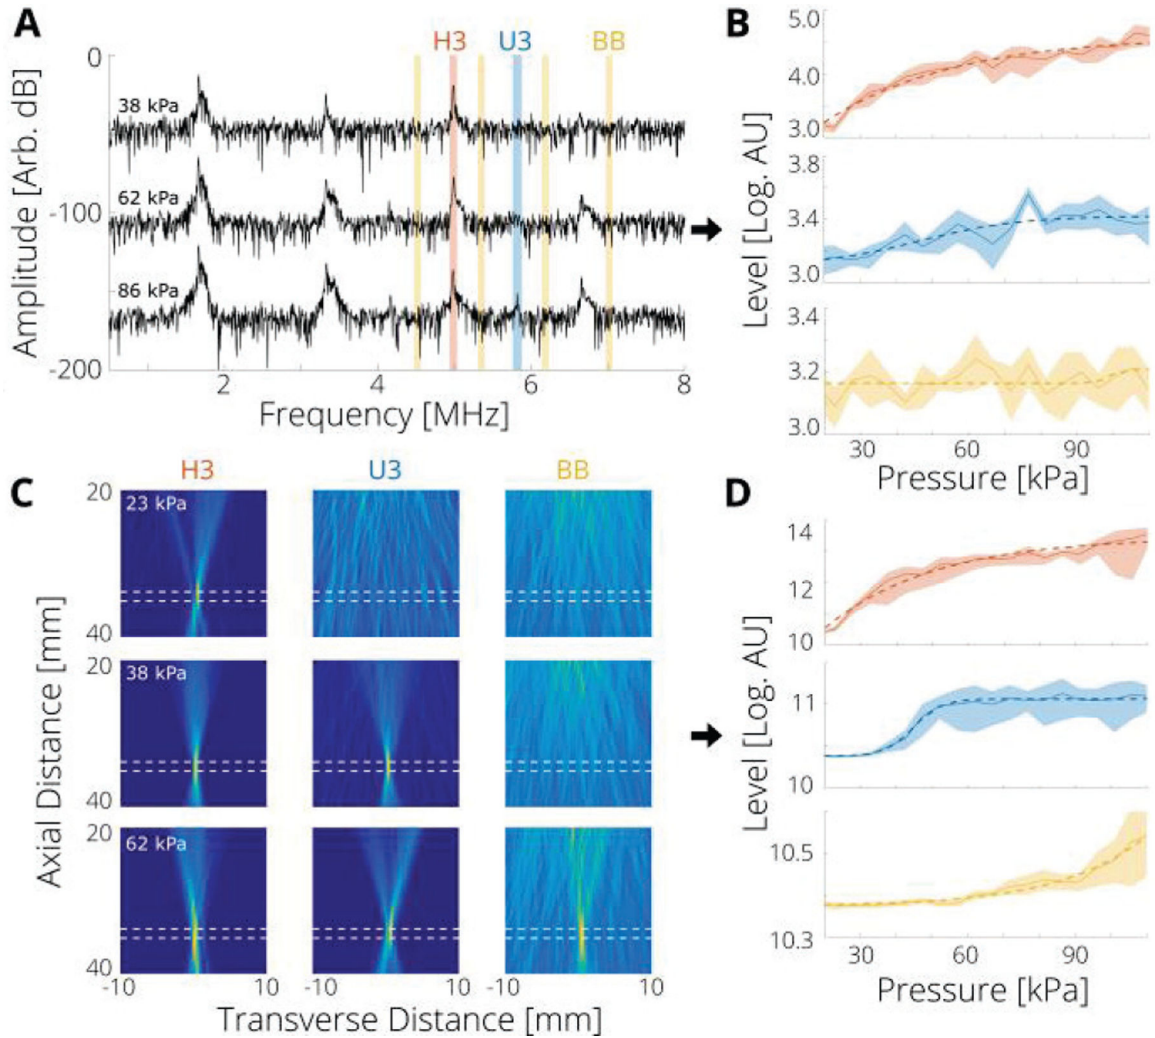 A
H3 U3 BB
Amplitude [Arb. dB]
0
-100
-200
38 kPa
62 kPa
86 kPa
2 4 6 8
Frequency [MHz]
B
Level [Log. AU]
5.0
4.0
3.0
3.8
3.4
3.0
3.4
3.2
3.0
30 60 90
Pressure [kPa]
C
H3 U3 BB
Axial Distance [mm]
20
23 kPa
40
20
38 kPa
40
20
62 kPa
40
-10 10 -10 10 -10 10
Transverse Distance [mm]
D
Level [Log. AU]
14
12
10
11
10
10.5
10.3
30 60 90
Pressure [kPa]